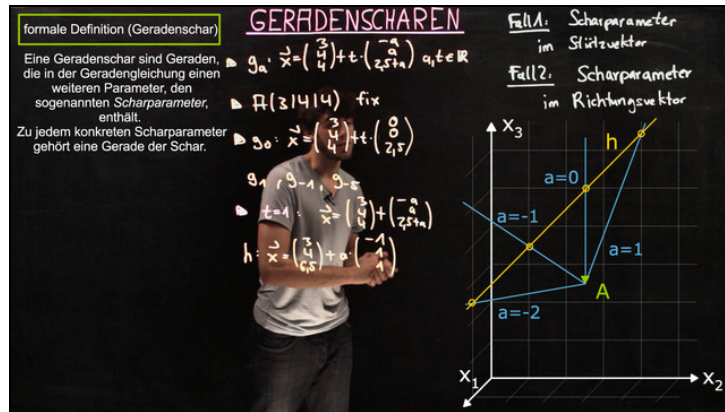 formale Definition (Geradenschar)
Eine Geradenschar sind Geraden,
die in der Geradengleichung einen
weiteren Parameter, den
sogenannten Scharparameter,
enthält.
Zu jedem konkreten Scharparameter
gehört eine Gerade der Schar.
GERADENSCHAREN
gₐ: x⃗ = (3 4 4) + t · (-a a 2,5+a) a,t∈ℝ
A(3|4|4) fix
g₀: x⃗ = (3 4 4) + t · (0 0 2,5)
g₁, g₋₁, g₋₅
t=1: x⃗ = (3 4 4) + (-a a 2,5+a)
h: x⃗ = (3 4 6,5) + a · (-1 1 1)
Fall 1: Scharparameter
im Stützvektor
Fall 2: Scharparameter
im Richtungsvektor
x₃
h
a=0
a=-1
a=1
A
a=-2
x₁
x₂